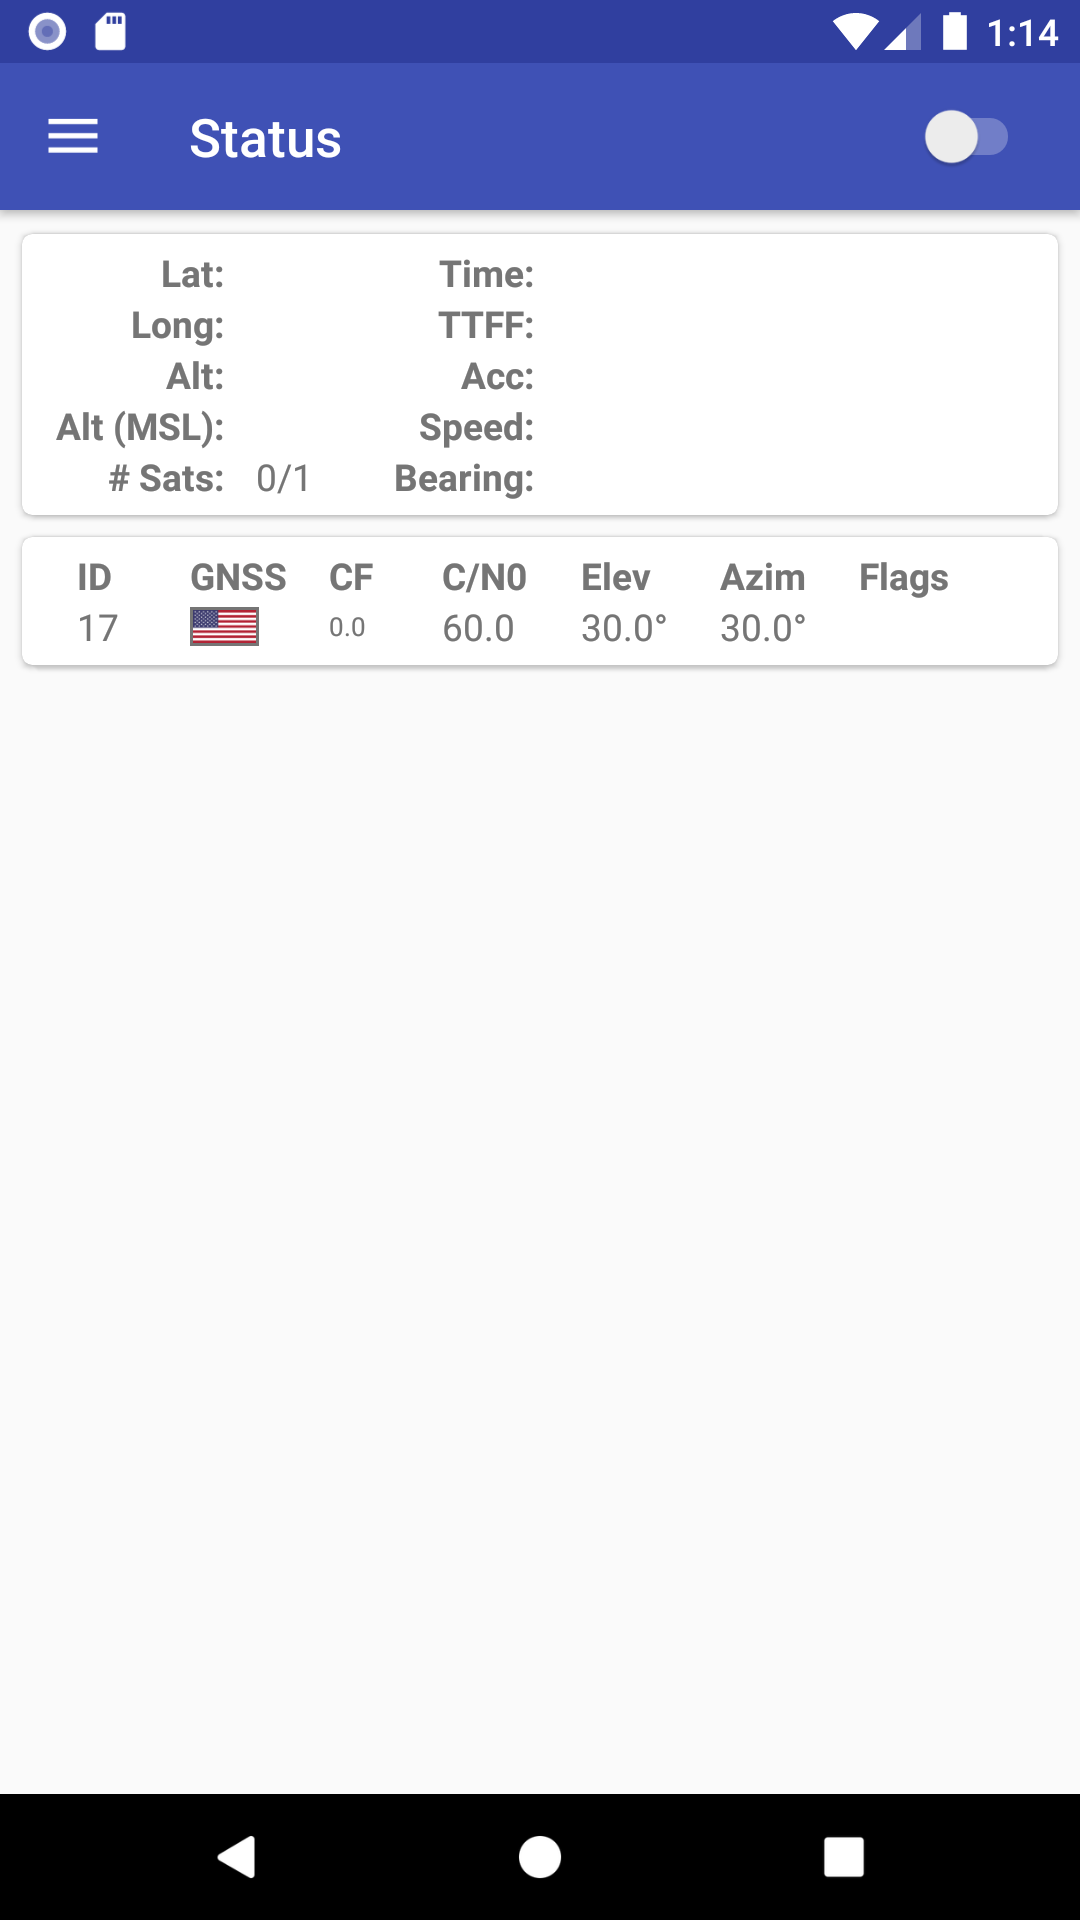 1:14
Status
Lat: Time:
Long: TTFF:
Alt: Acc:
Alt (MSL): Speed:
# Sats: 0/1 Bearing:
ID GNSS CF C/N0 Elev Azim Flags
17 0.0 60.0 30.0° 30.0°